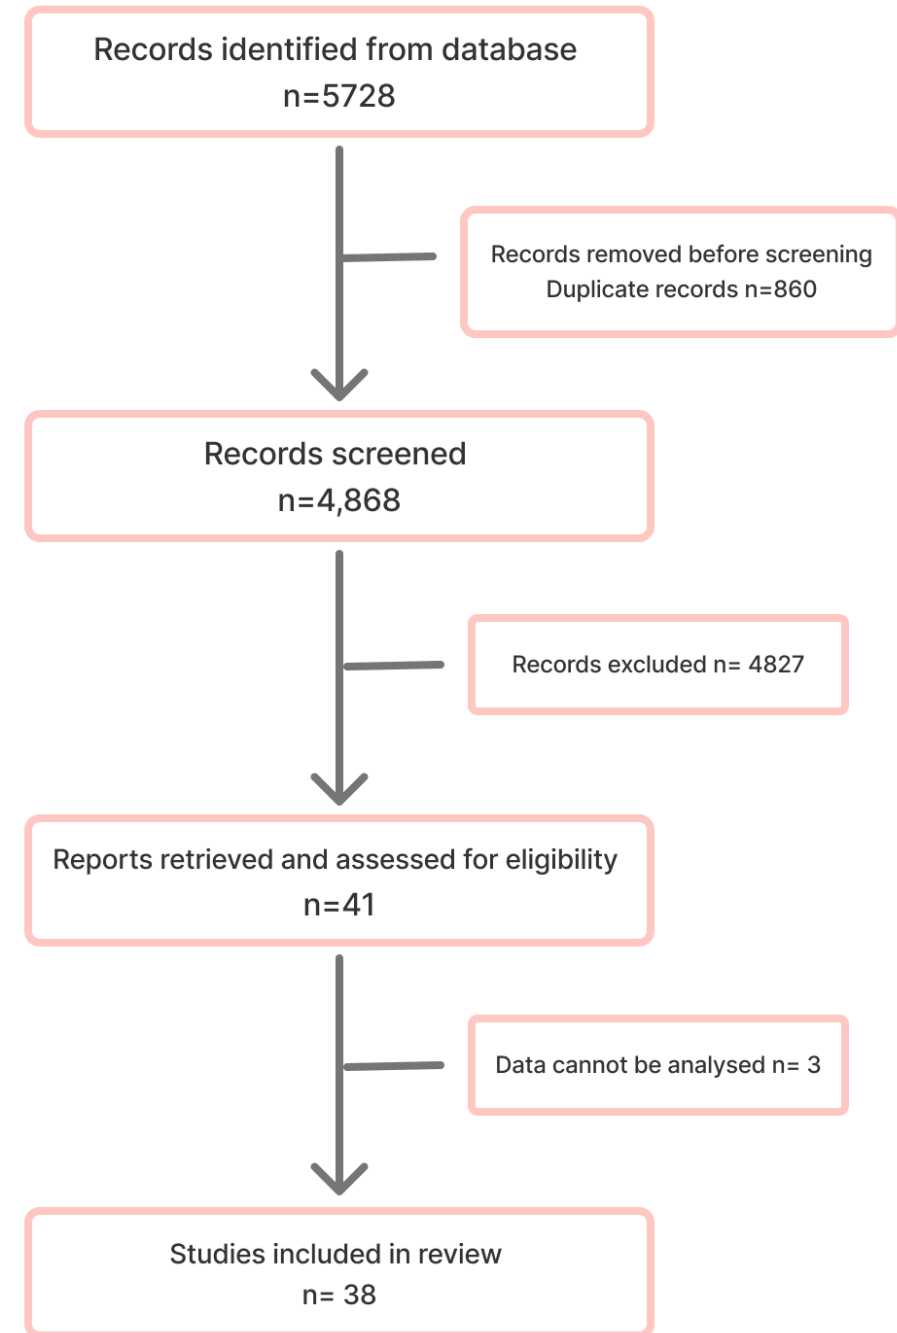 Records identified from database
n=5728
Records removed before screening
Duplicate records n=860
Records screened
n=4,868
Records excluded n= 4827
Reports retrieved and assessed for eligibility
n=41
Data cannot be analysed n= 3
Studies included in review
n= 38